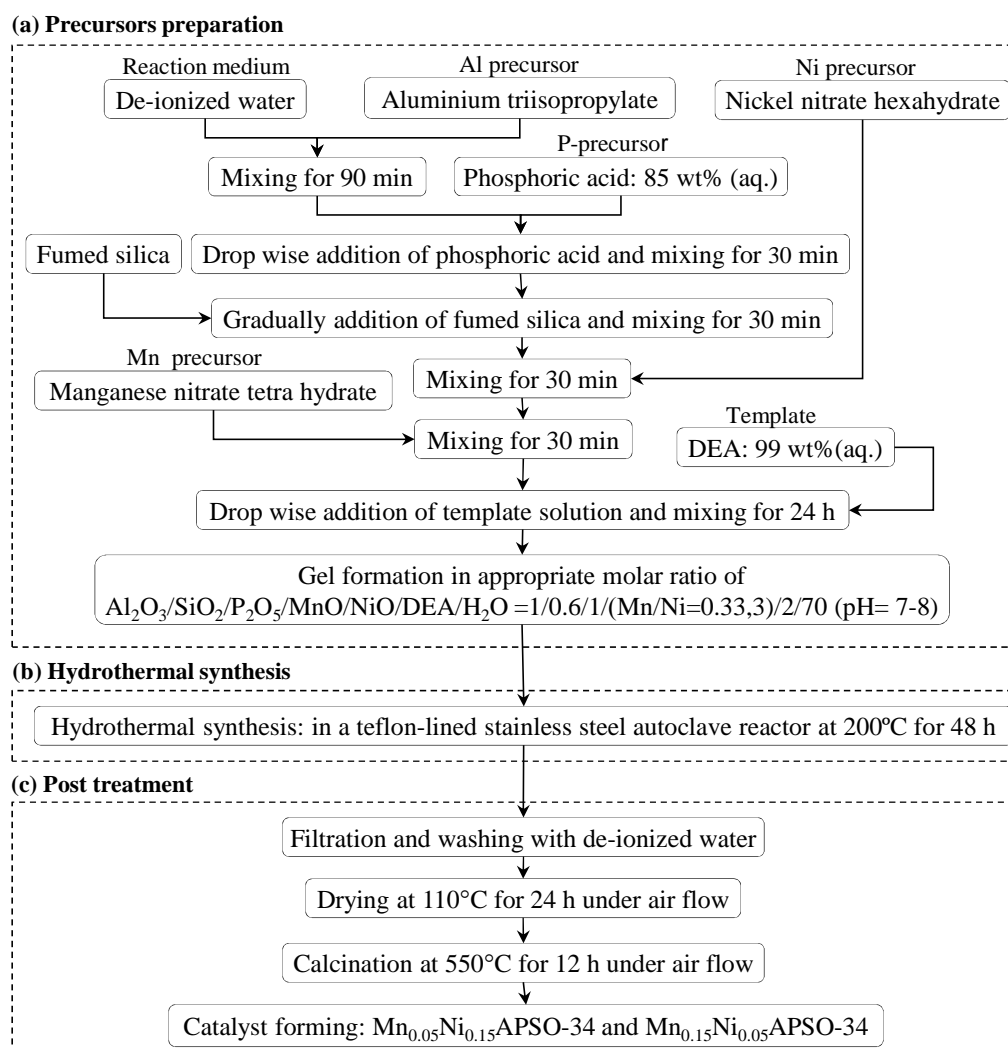 (a) Precursors preparation
Reaction medium
De-ionized water
Al precursor
Aluminium triisopropylate
Ni precursor
Nickel nitrate hexahydrate
Mixing for 90 min
P-precursor
Phosphoric acid: 85 wt% (aq.)
Fumed silica
Drop wise addition of phosphoric acid and mixing for 30 min
Gradually addition of fumed silica and mixing for 30 min
Mn precursor
Manganese nitrate tetra hydrate
Mixing for 30 min
Mixing for 30 min
Template
DEA: 99 wt%(aq.)
Drop wise addition of template solution and mixing for 24 h
Gel formation in appropriate molar ratio of
Al₂O₃/SiO₂/P₂O₅/MnO/NiO/DEA/H₂O =1/0.6/1/(Mn/Ni=0.33,3)/2/70 (pH= 7-8)
(b) Hydrothermal synthesis
Hydrothermal synthesis: in a teflon-lined stainless steel autoclave reactor at 200ºC for 48 h
(c) Post treatment
Filtration and washing with de-ionized water
Drying at 110°C for 24 h under air flow
Calcination at 550°C for 12 h under air flow
Catalyst forming: Mn₀.₀₅Ni₀.₁₅APSO-34 and Mn₀.₁₅Ni₀.₀₅APSO-34